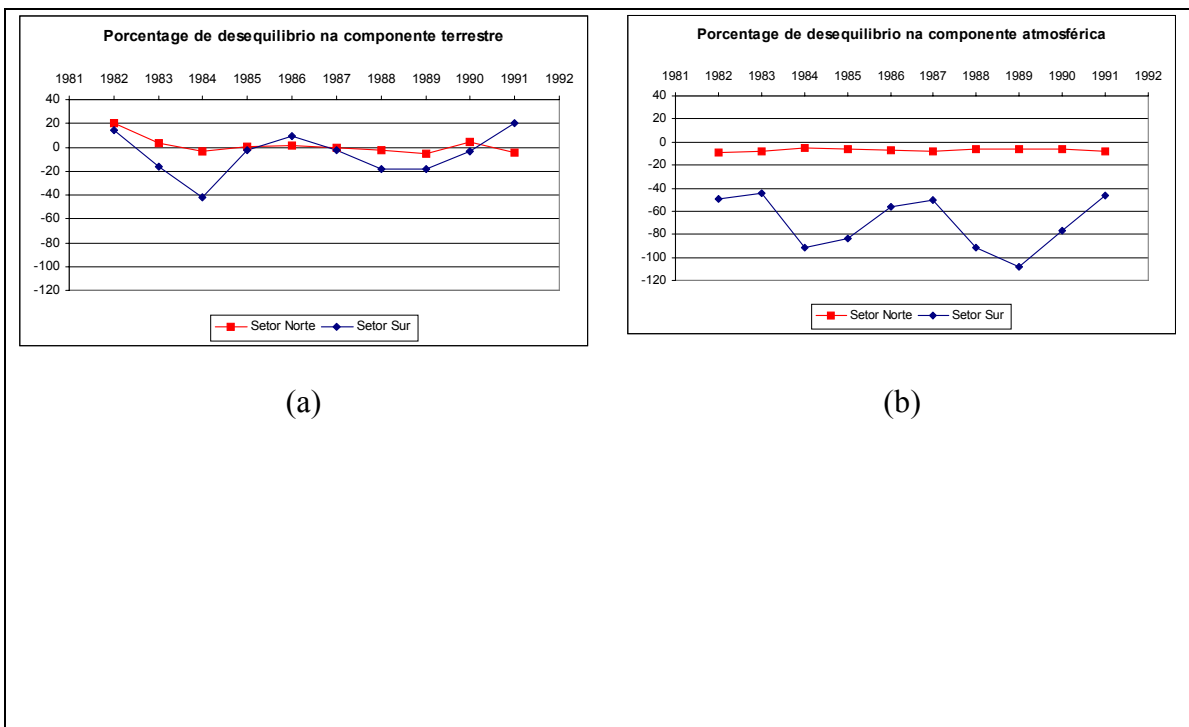 Porcentage de desequilibrio na componente terrestre
1981 1982 1983 1984 1985 1986 1987 1988 1989 1990 1991 1992
40
20
0
-20
-40
-60
-80
-100
-120
Setor Norte Setor Sur
(a)
Porcentage de desequilibrio na componente atmosférica
1981 1982 1983 1984 1985 1986 1987 1988 1989 1990 1991 1992
40
20
0
-20
-40
-60
-80
-100
-120
Setor Norte Setor Sur
(b)